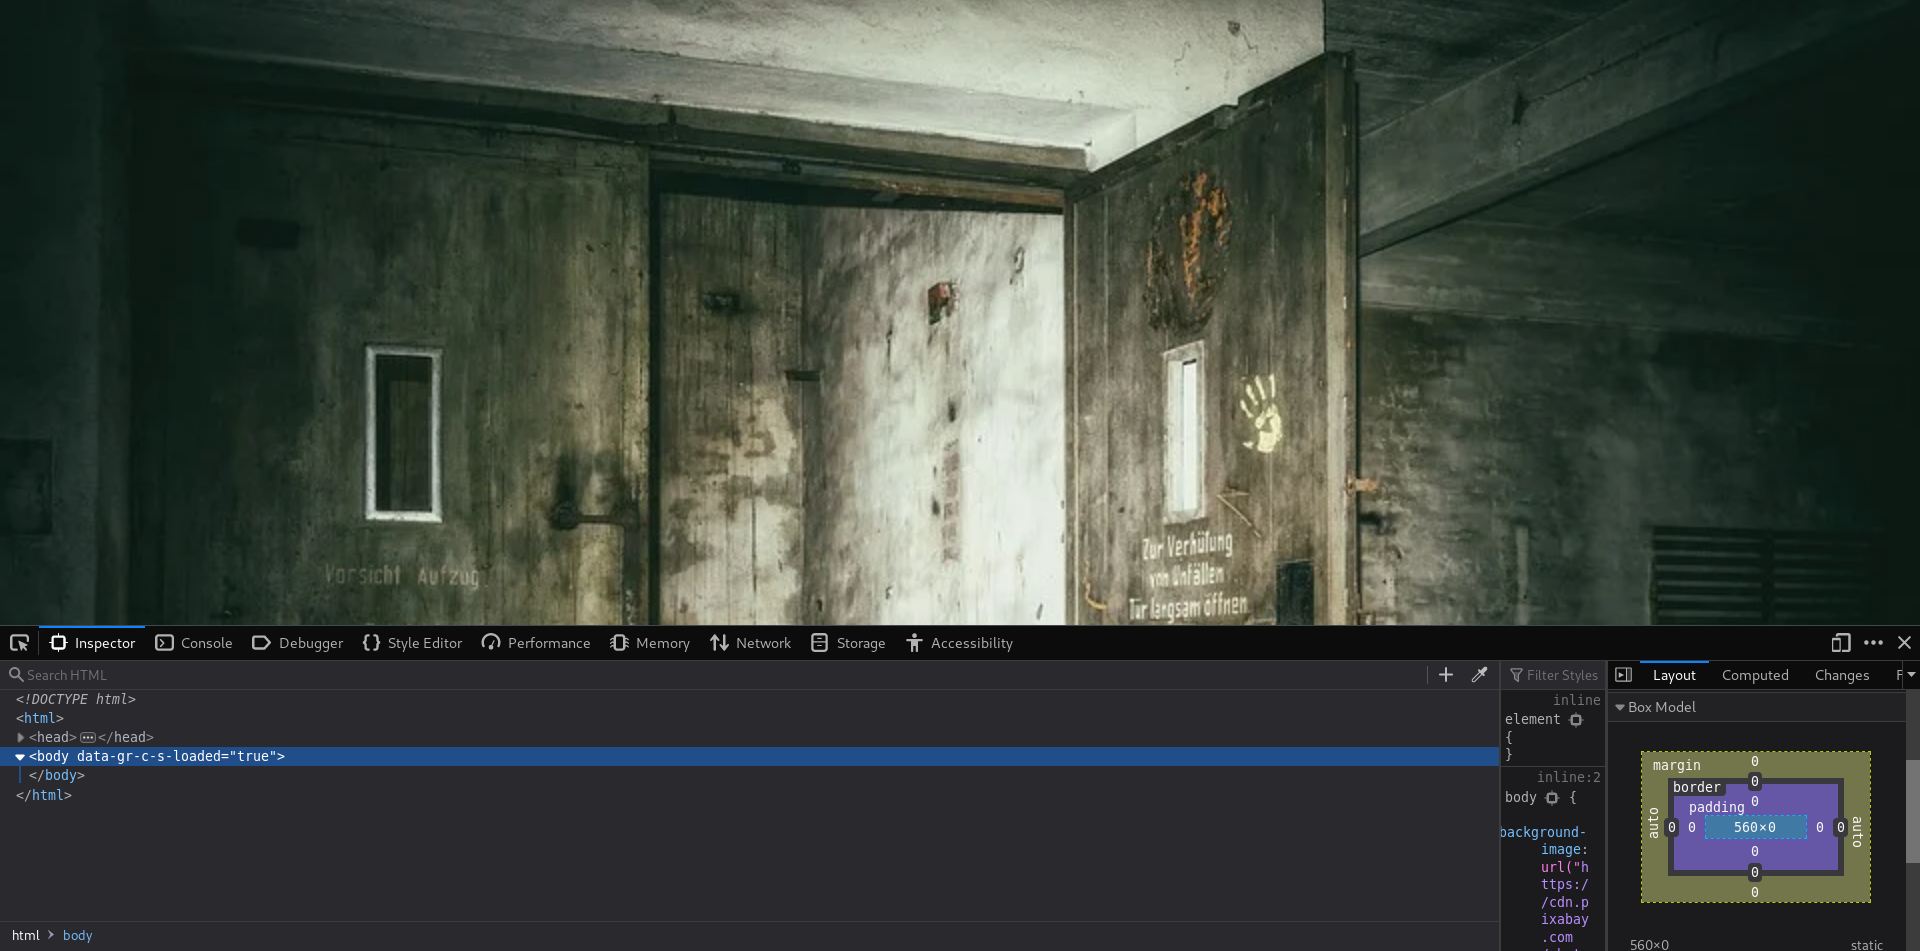 Vorsicht Aufzug
Zur Verhülung
von Unfällen
Tür langsam öffnen
Inspector Console Debugger Style Editor Performance Memory Network Storage Accessibility
Search HTML
Filter Styles
Layout Computed Changes
<!DOCTYPE html>
<html>
<head> </head>
<body data-gr-c-s-loaded="true">
</body>
</html>
html > body
inline
element
{
}
inline:2
body {
background-
image:
url("h
ttps:/
/cdn.p
ixabay
.com
Box Model
margin 0
border 0
padding 0
auto 0 0 560×0 0 0 auto
0
0
0
560×0 static